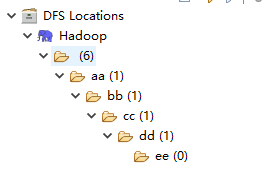 DFS Locations
Hadoop
(6)
aa (1)
bb (1)
cc (1)
dd (1)
ee (0)